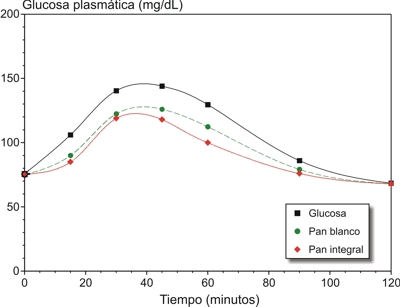 Glucosa plasmática (mg/dL)
200
150
100
50
0
0
20
40
60
80
100
120
Tiempo (minutos)
Glucosa
Pan blanco
Pan integral